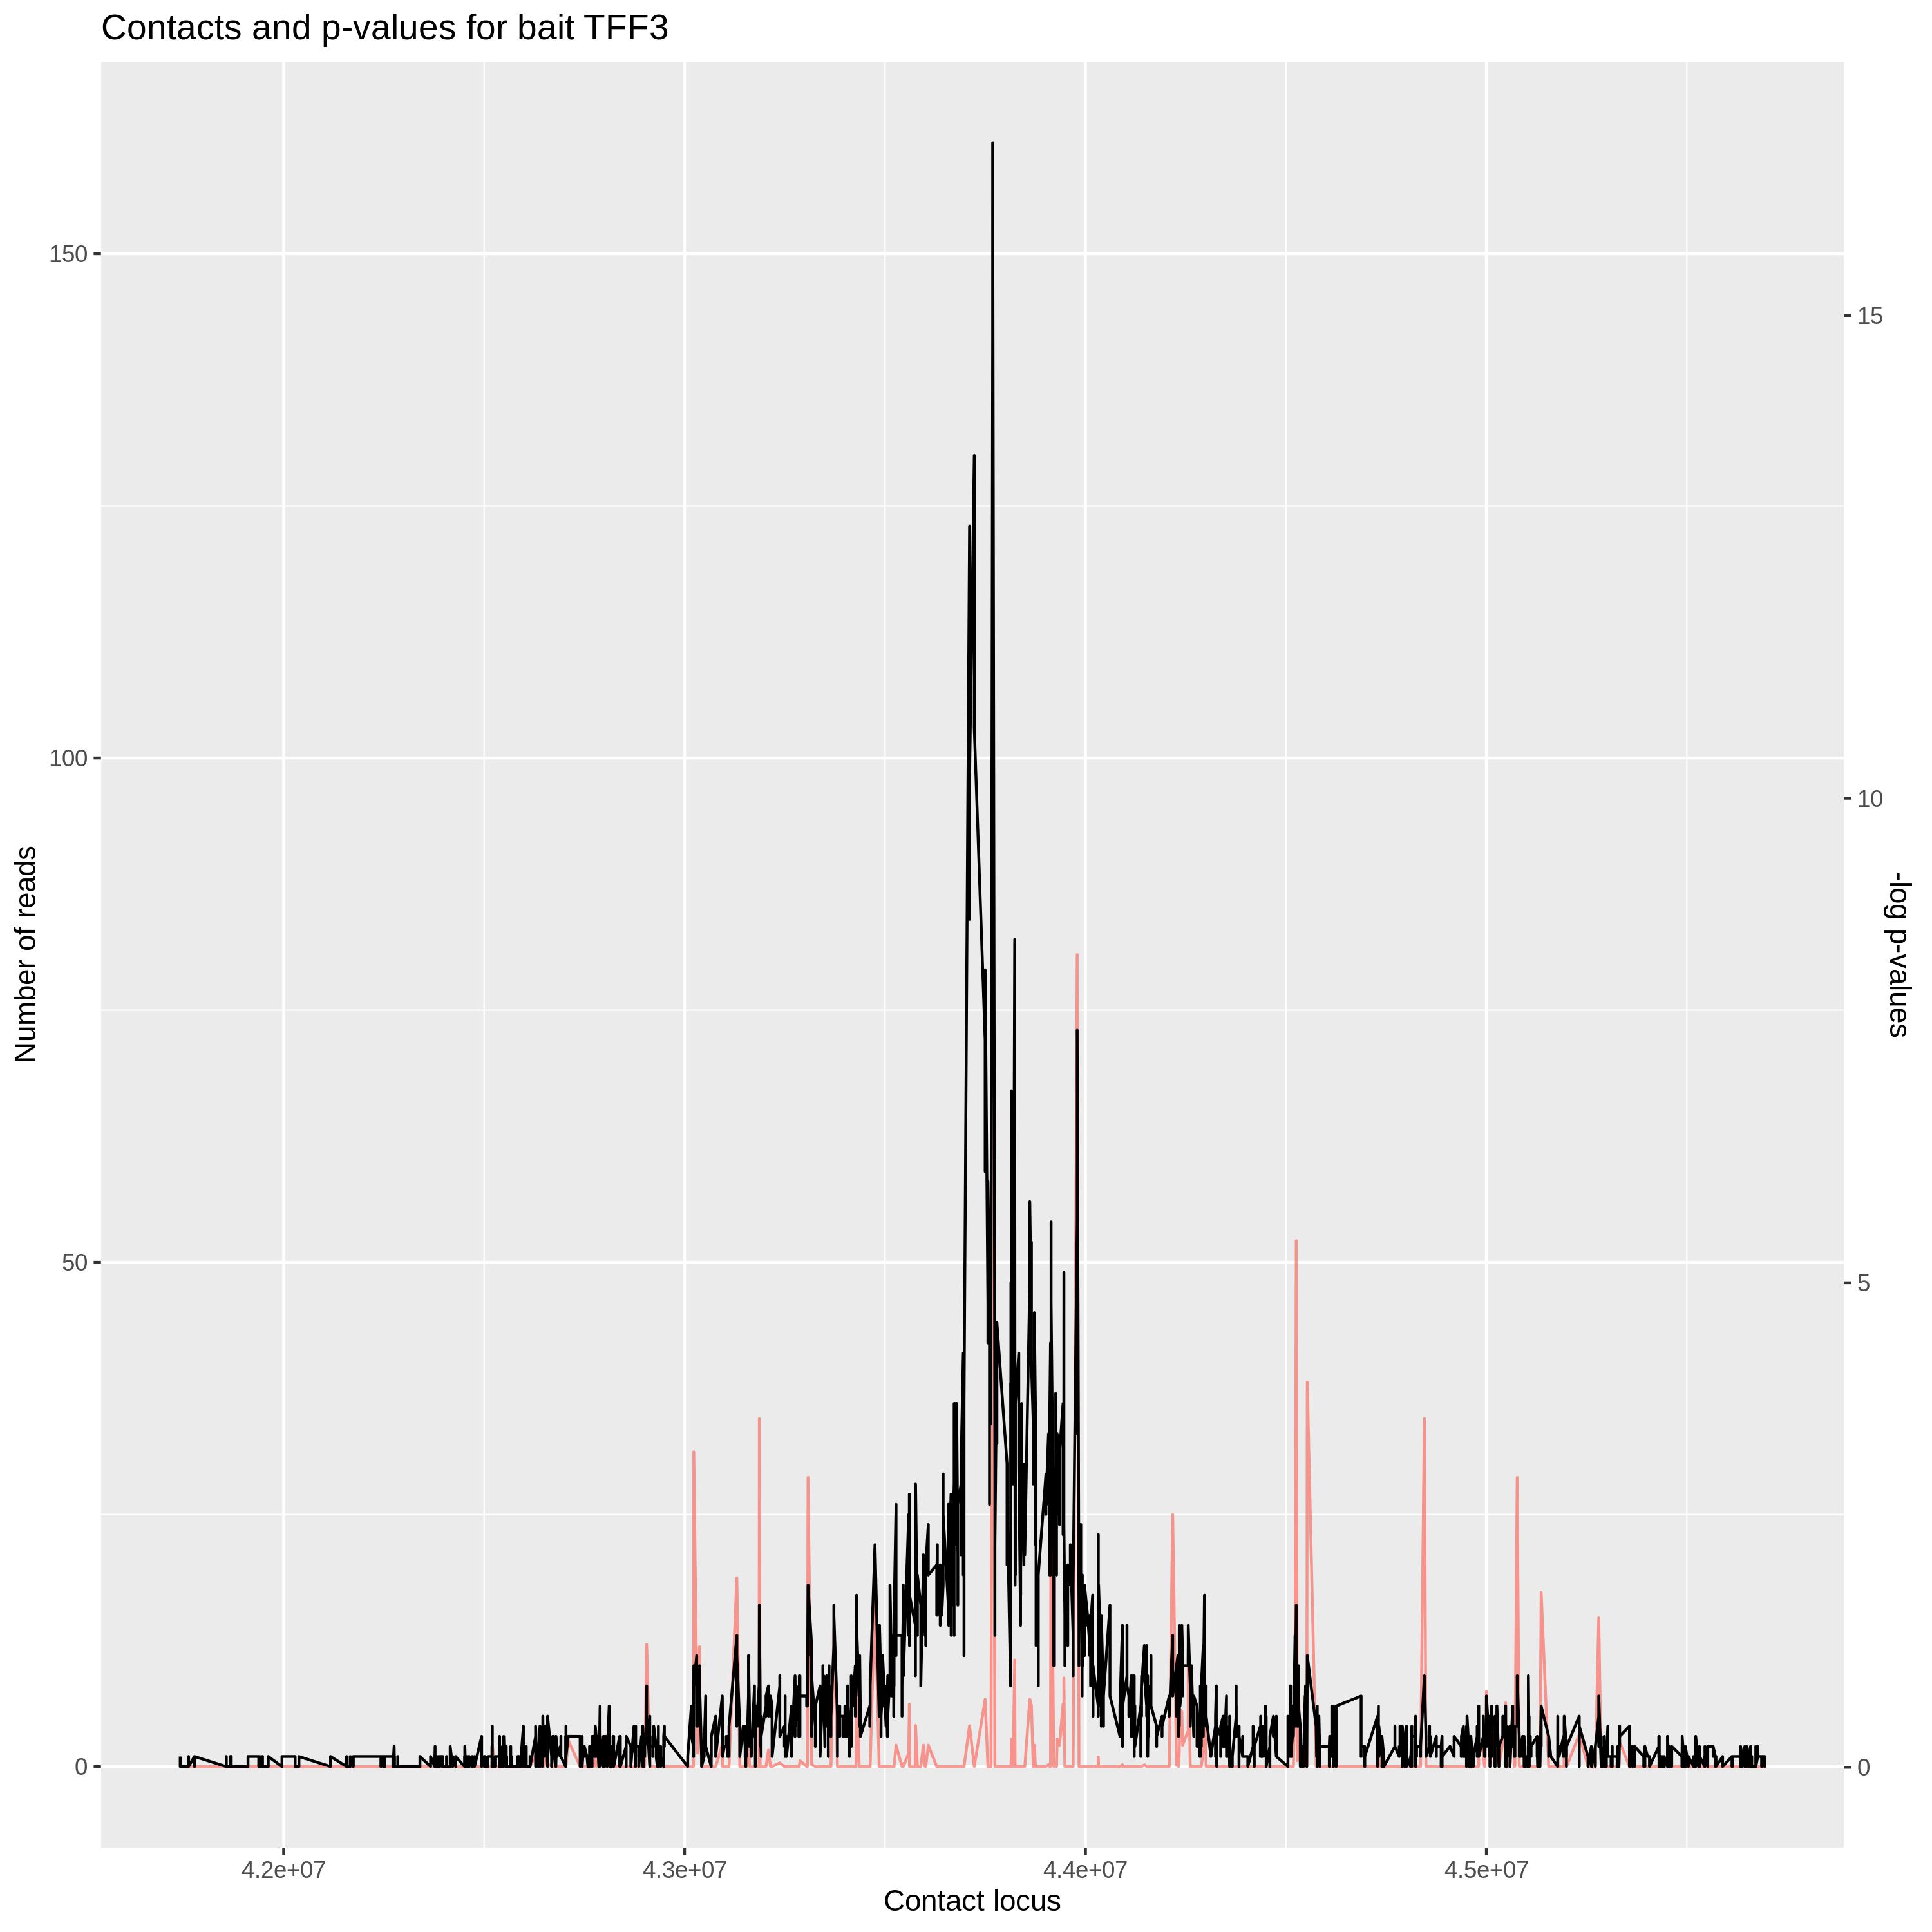 Contacts and p-values for bait TFF3
150
100
50
0
Number of reads
15
10
5
0
-log p-values
4.2e+07
4.3e+07
4.4e+07
4.5e+07
Contact locus